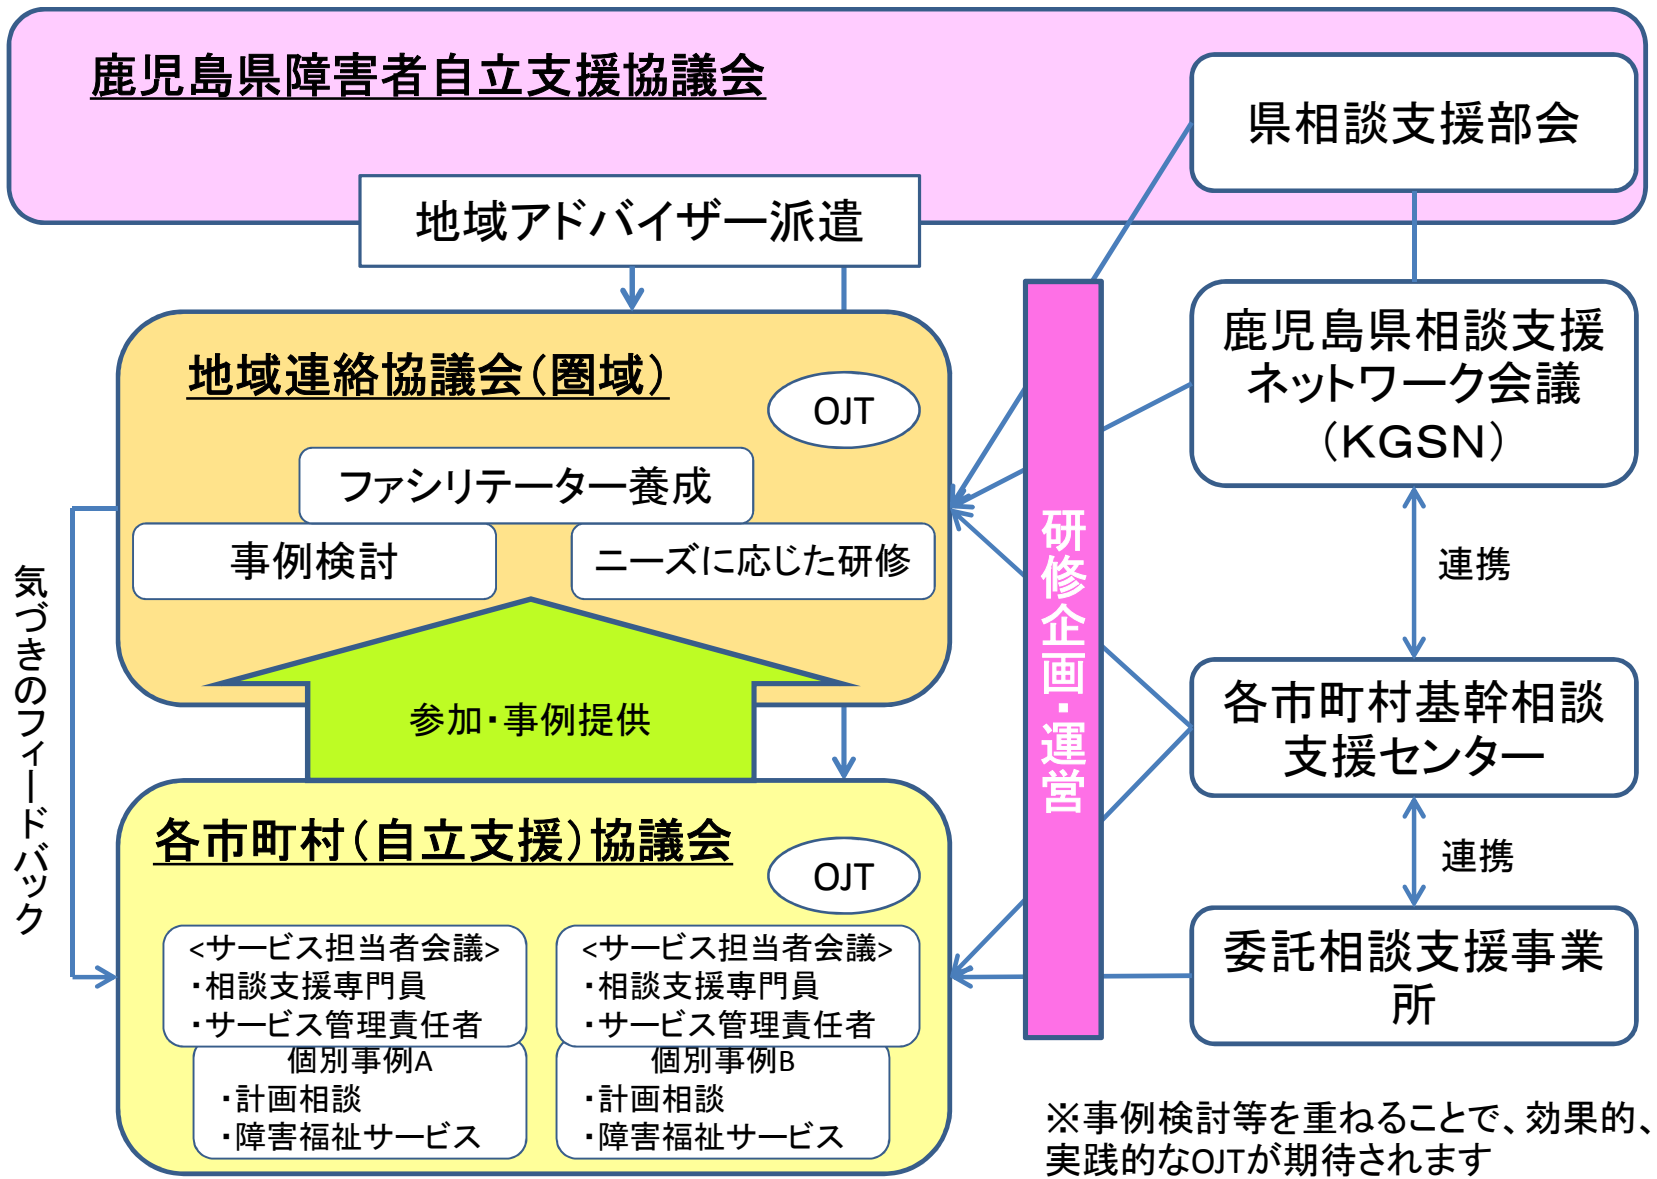 鹿児島県障害者自立支援協議会
県相談支援部会
地域アドバイザー派遣
鹿児島県相談支援
ネットワーク会議
（KGSN）
地域連絡協議会（圏域）
OJT
ファシリテーター養成
事例検討
ニーズに応じた研修
研修企画・運営
連携
気づきのフィードバック
参加・事例提供
各市町村基幹相談
支援センター
各市町村（自立支援）協議会
OJT
連携
<サービス担当者会議>
・相談支援専門員
・サービス管理責任者
個別事例A
・計画相談
・障害福祉サービス
<サービス担当者会議>
・相談支援専門員
・サービス管理責任者
個別事例B
・計画相談
・障害福祉サービス
委託相談支援事業
所
※事例検討等を重ねることで、効果的、
実践的なOJTが期待されます